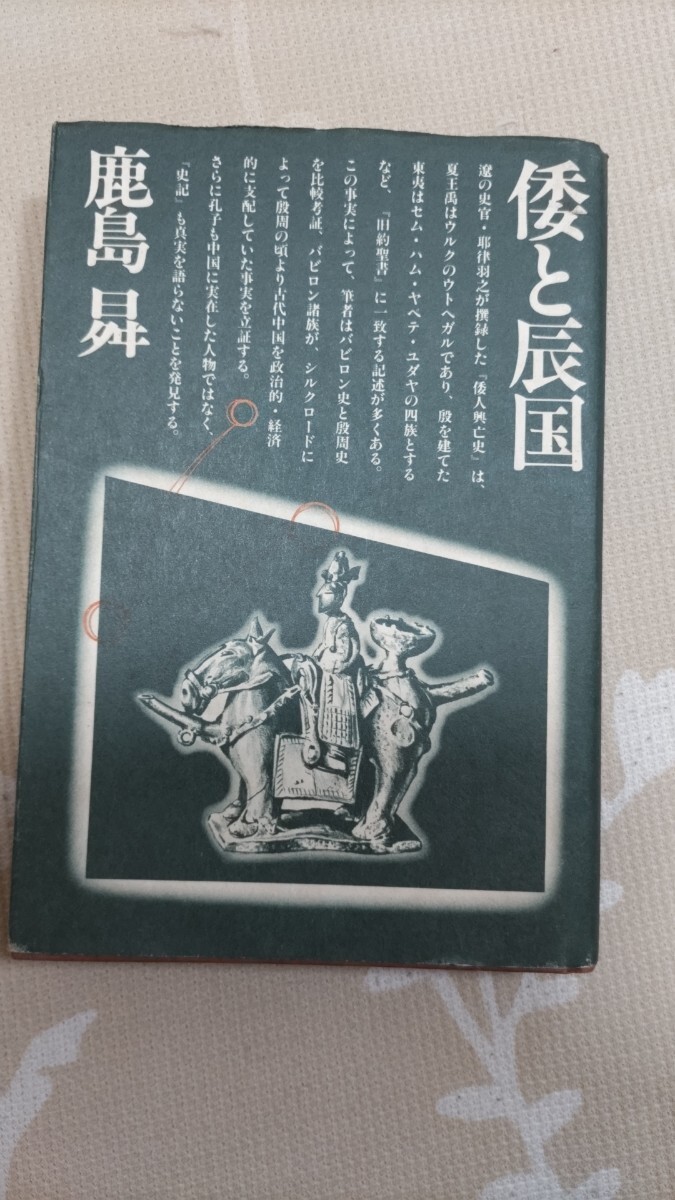 倭と辰国
遼の史官・耶律羽之が撰録した『倭人興亡史』は、
夏王禹はウルクのウトヘガルであり、殷を建てた
東夷はセム・ハム・ヤペテ・ユダヤの四族とする
など、『旧約聖書』に一致する記述が多くある。
この事実によって、筆者はバビロン史と殷周史
を比較考証、バビロン諸族が、シルクロードに
よって殷周の頃より古代中国を政治的・経済
的に支配していた事実を立証する。
さらに孔子も中国に実在した人物ではなく、
『史記』も真実を語らないことを発見する。
鹿島曻